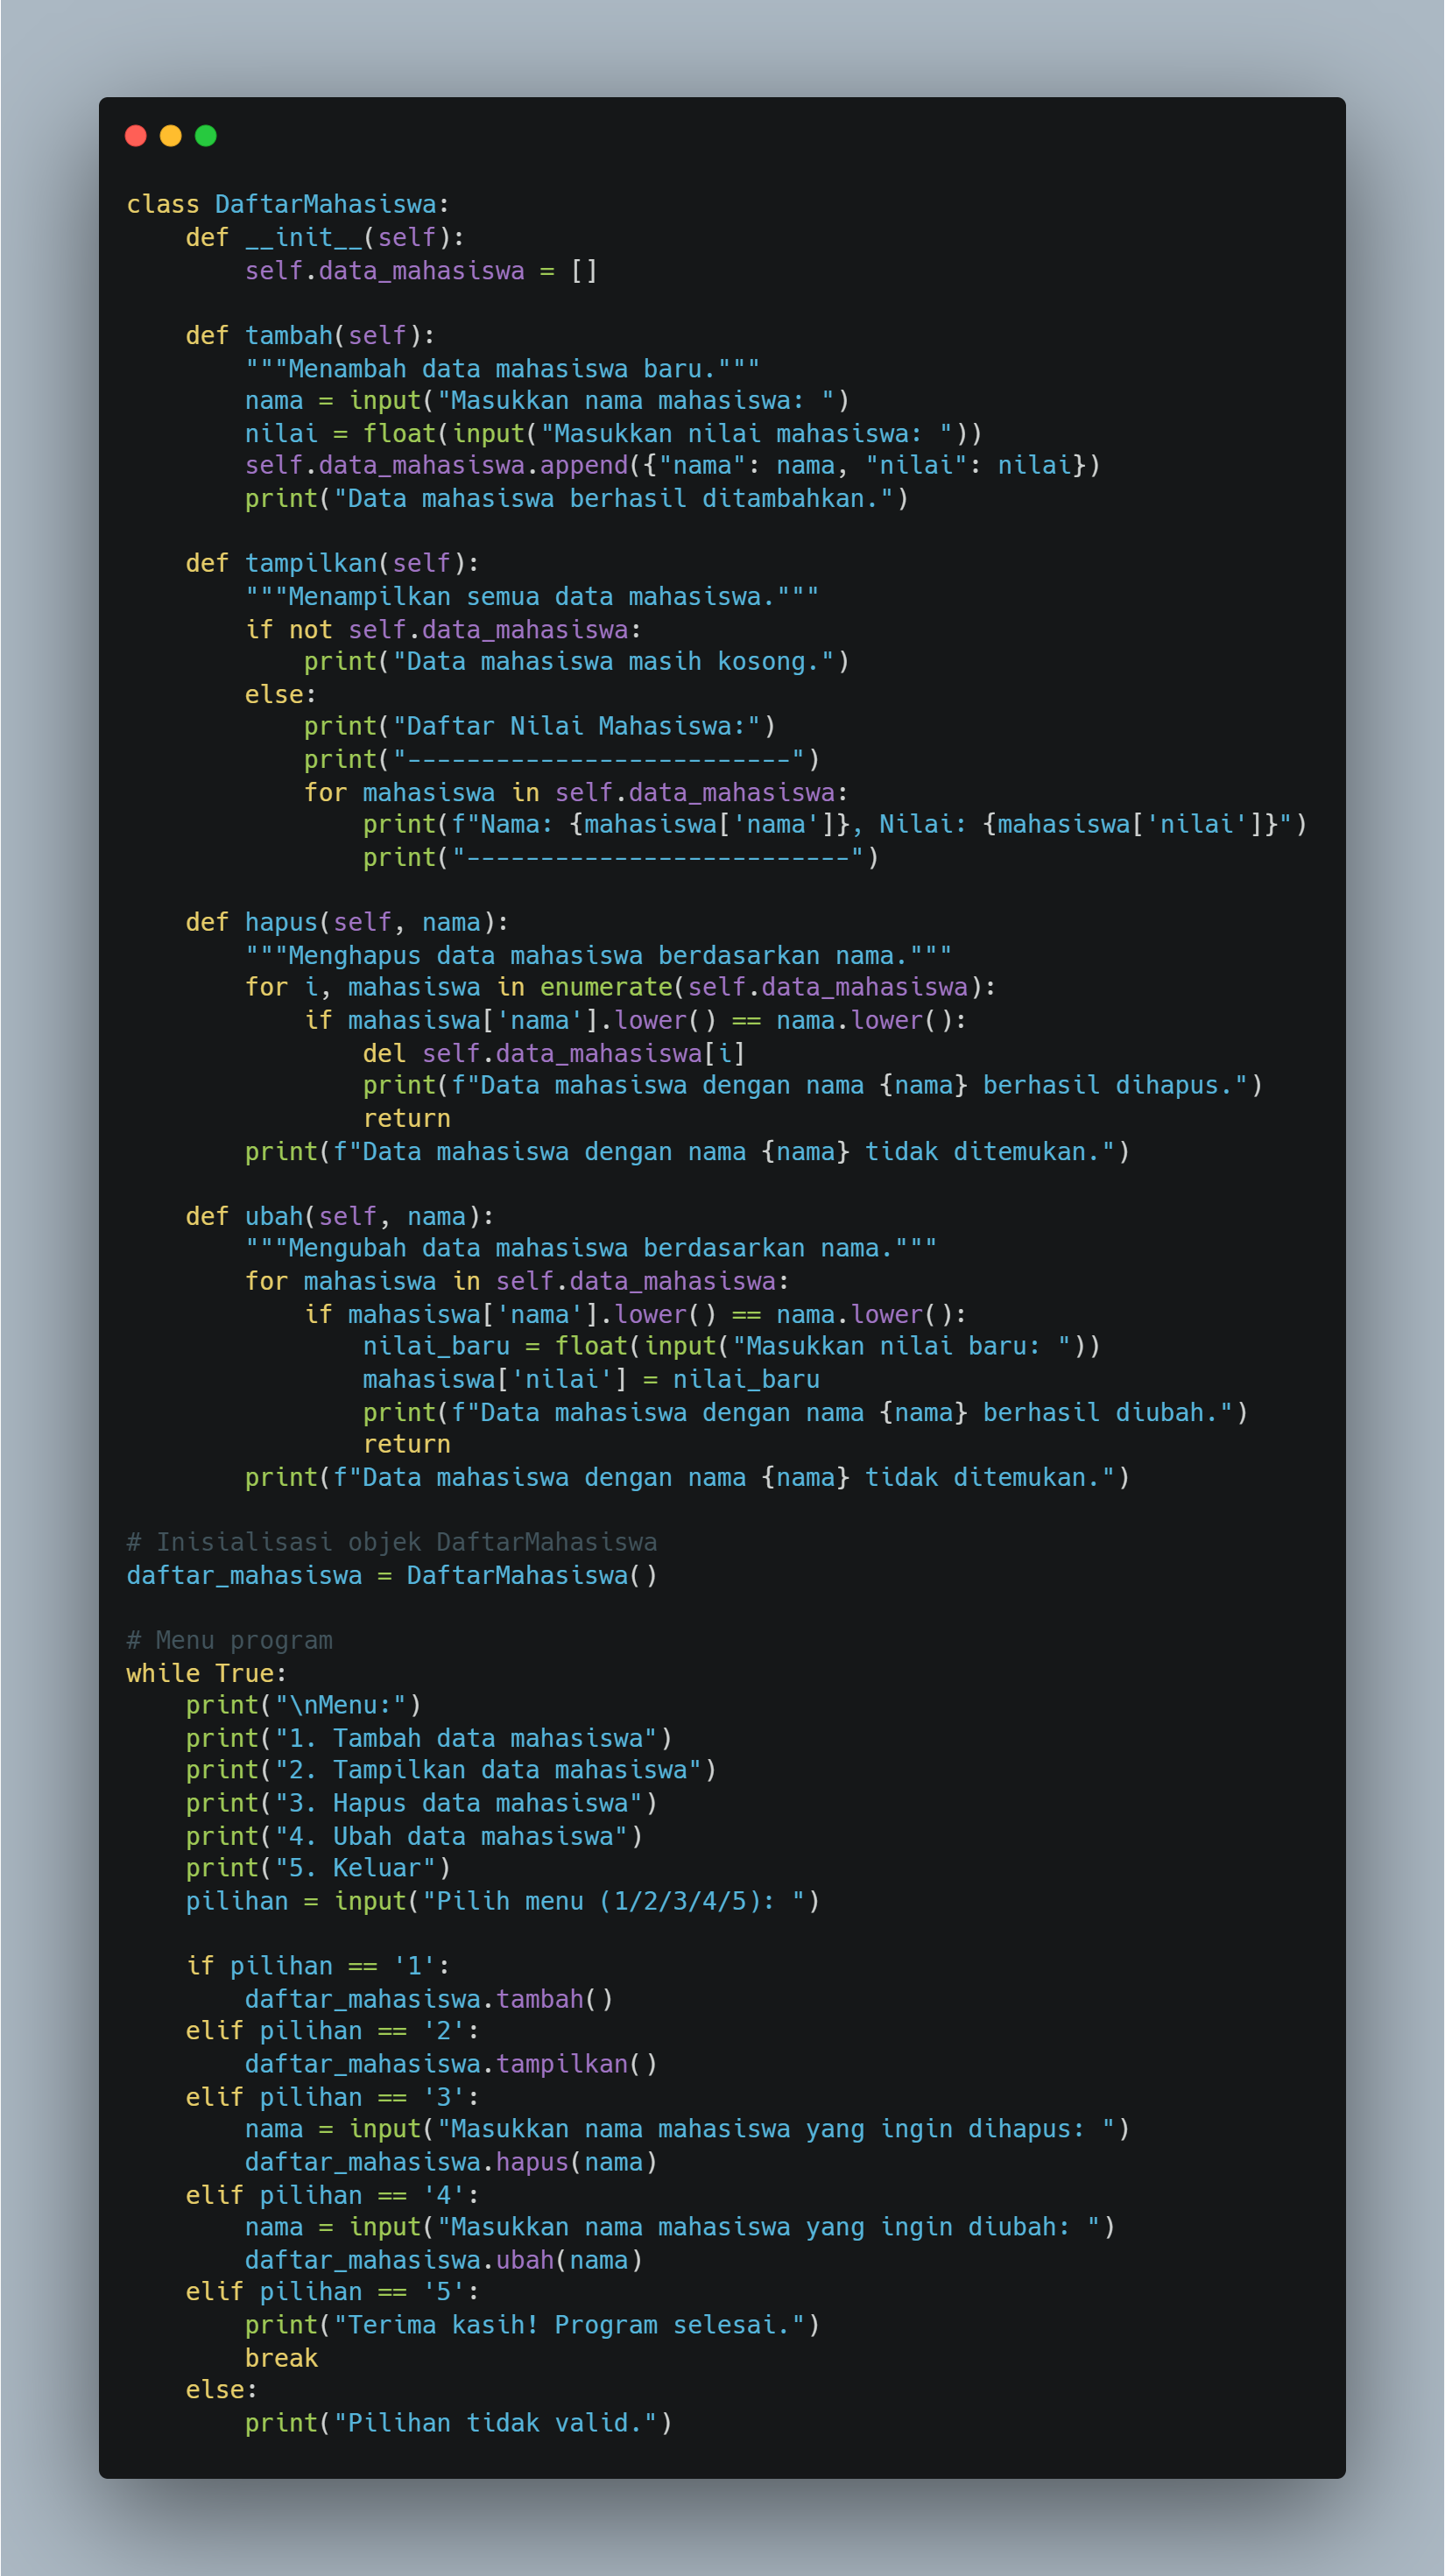 class DaftarMahasiswa:
    def __init__(self):
        self.data_mahasiswa = []

    def tambah(self):
        """Menambah data mahasiswa baru."""
        nama = input("Masukkan nama mahasiswa: ")
        nilai = float(input("Masukkan nilai mahasiswa: "))
        self.data_mahasiswa.append({"nama": nama, "nilai": nilai})
        print("Data mahasiswa berhasil ditambahkan.")

    def tampilkan(self):
        """Menampilkan semua data mahasiswa."""
        if not self.data_mahasiswa:
            print("Data mahasiswa masih kosong.")
        else:
            print("Daftar Nilai Mahasiswa:")
            print("--------------------------")
            for mahasiswa in self.data_mahasiswa:
                print(f"Nama: {mahasiswa['nama']}, Nilai: {mahasiswa['nilai']}")
                print("--------------------------")

    def hapus(self, nama):
        """Menghapus data mahasiswa berdasarkan nama."""
        for i, mahasiswa in enumerate(self.data_mahasiswa):
            if mahasiswa['nama'].lower() == nama.lower():
                del self.data_mahasiswa[i]
                print(f"Data mahasiswa dengan nama {nama} berhasil dihapus.")
                return
        print(f"Data mahasiswa dengan nama {nama} tidak ditemukan.")

    def ubah(self, nama):
        """Mengubah data mahasiswa berdasarkan nama."""
        for mahasiswa in self.data_mahasiswa:
            if mahasiswa['nama'].lower() == nama.lower():
                nilai_baru = float(input("Masukkan nilai baru: "))
                mahasiswa['nilai'] = nilai_baru
                print(f"Data mahasiswa dengan nama {nama} berhasil diubah.")
                return
        print(f"Data mahasiswa dengan nama {nama} tidak ditemukan.")

# Inisialisasi objek DaftarMahasiswa
daftar_mahasiswa = DaftarMahasiswa()

# Menu program
while True:
    print("\nMenu:")
    print("1. Tambah data mahasiswa")
    print("2. Tampilkan data mahasiswa")
    print("3. Hapus data mahasiswa")
    print("4. Ubah data mahasiswa")
    print("5. Keluar")
    pilihan = input("Pilih menu (1/2/3/4/5): ")

    if pilihan == '1':
        daftar_mahasiswa.tambah()
    elif pilihan == '2':
        daftar_mahasiswa.tampilkan()
    elif pilihan == '3':
        nama = input("Masukkan nama mahasiswa yang ingin dihapus: ")
        daftar_mahasiswa.hapus(nama)
    elif pilihan == '4':
        nama = input("Masukkan nama mahasiswa yang ingin diubah: ")
        daftar_mahasiswa.ubah(nama)
    elif pilihan == '5':
        print("Terima kasih! Program selesai.")
        break
    else:
        print("Pilihan tidak valid.")